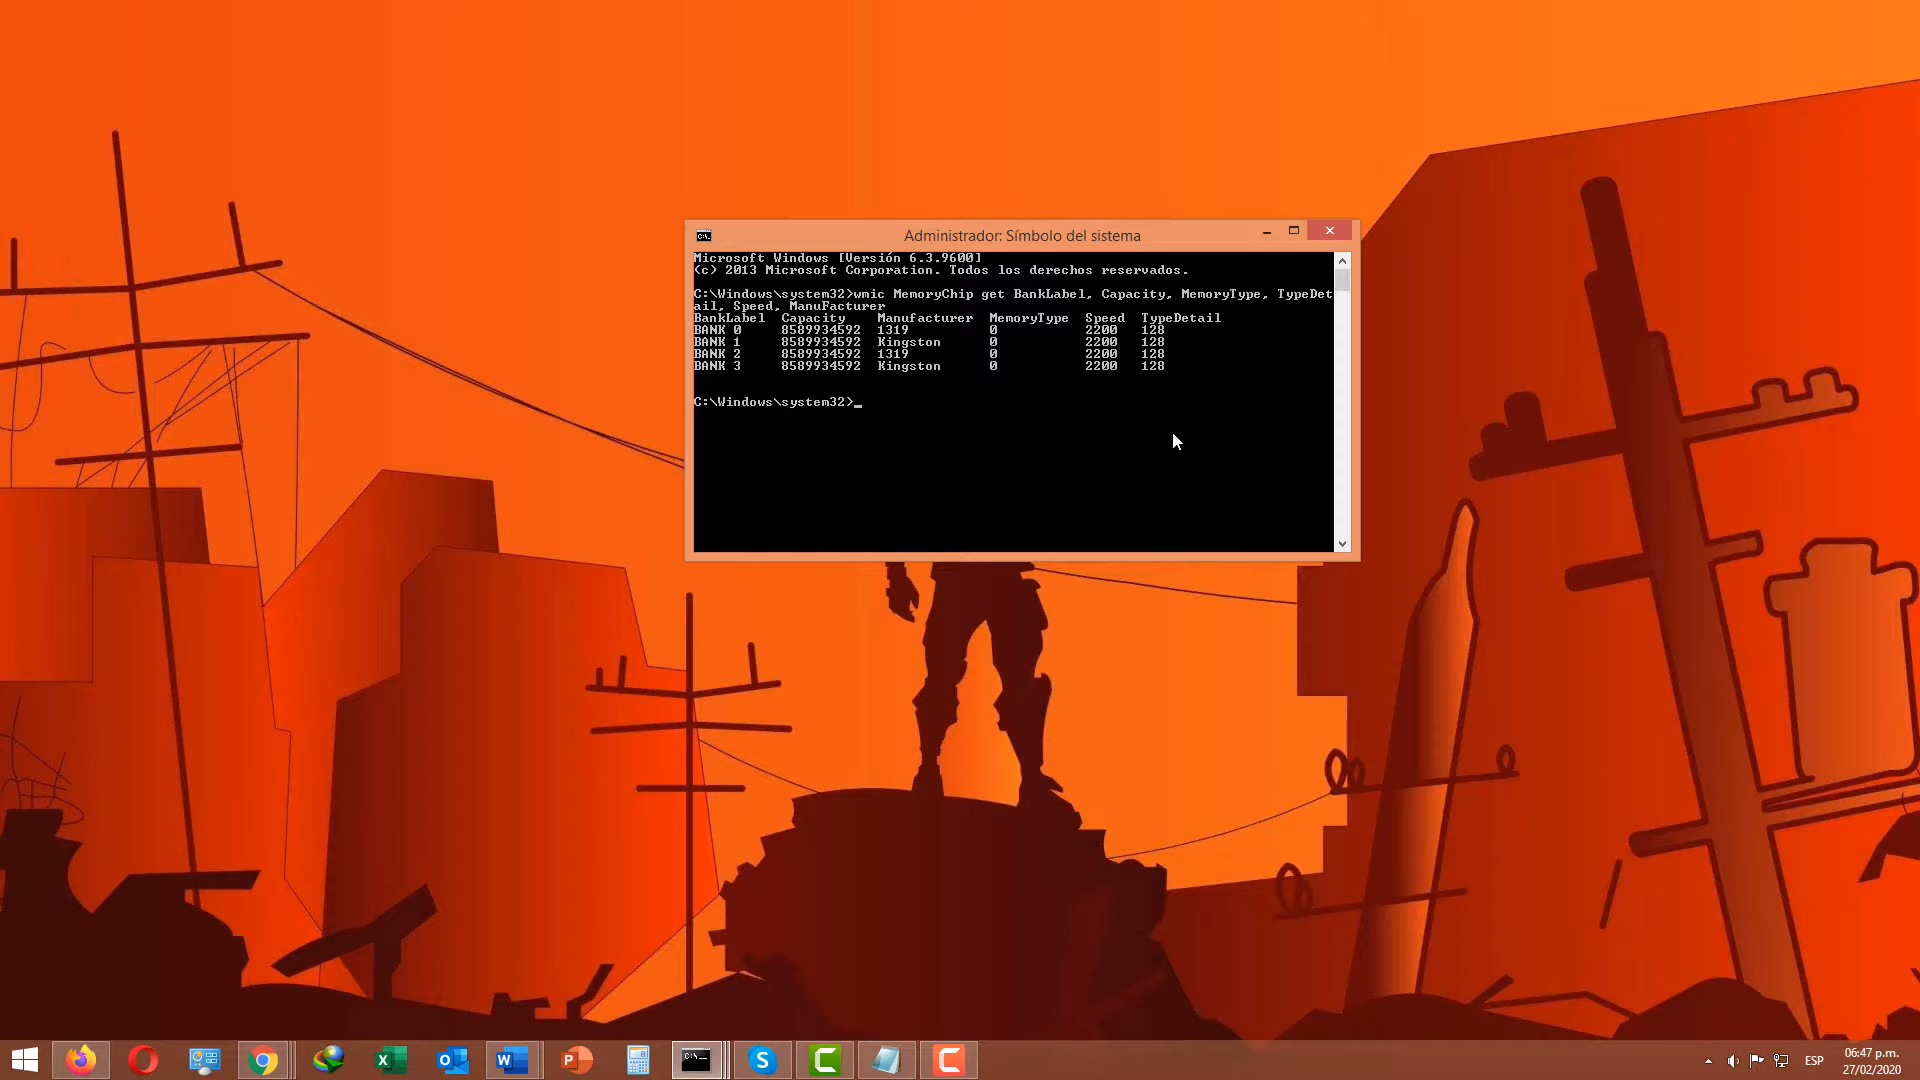 Administrador: Símbolo del sistema
Microsoft Windows [Versión 6.3.9600]
(c) 2013 Microsoft Corporation. Todos los derechos reservados.
C:\Windows\system32>wmic MemoryChip get BankLabel, Capacity, MemoryType, TypeDet
ail, Speed, ManuFacturer
BankLabel Capacity Manufacturer MemoryType Speed TypeDetail
BANK 0 8589934592 1319 0 2200 128
BANK 1 8589934592 Kingston 0 2200 128
BANK 2 8589934592 1319 0 2200 128
BANK 3 8589934592 Kingston 0 2200 128
C:\Windows\system32>_
ESP
06:47 p.m.
27/02/2020